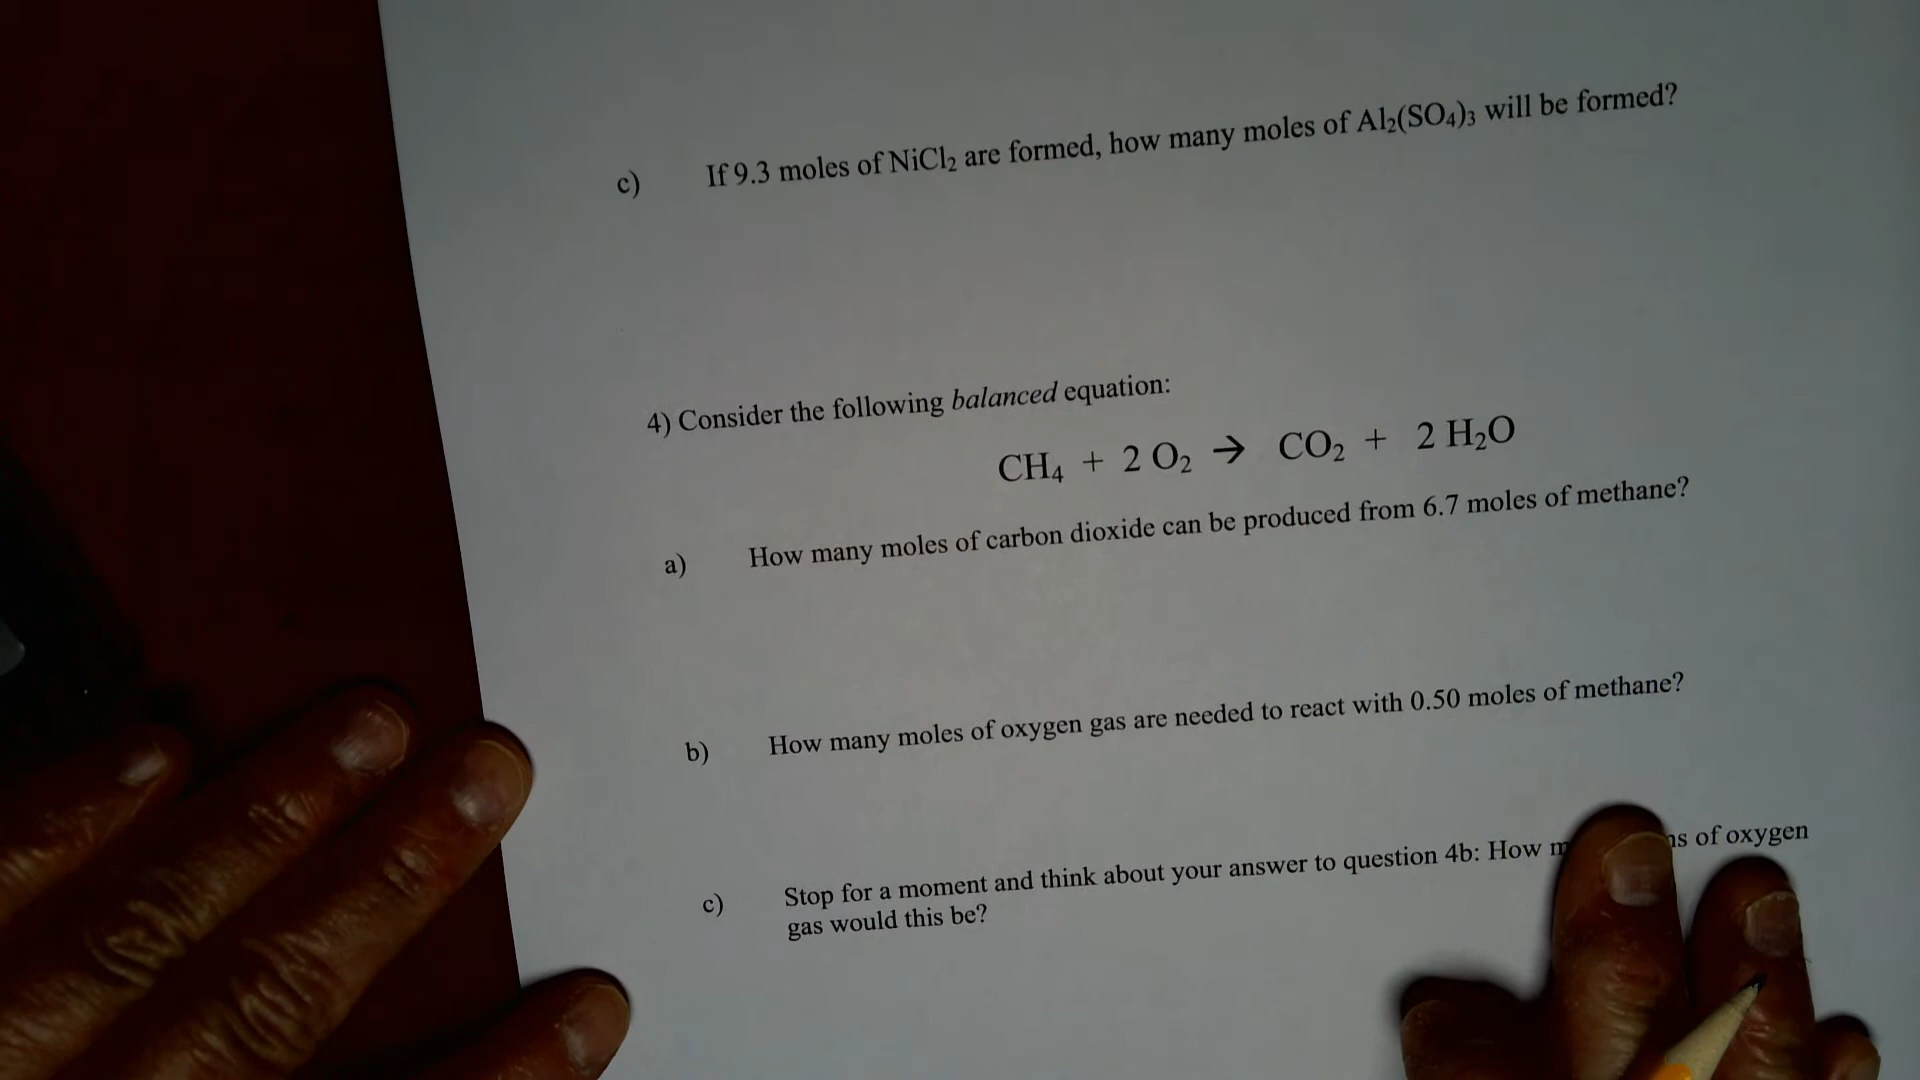 c) If 9.3 moles of NiCl₂ are formed, how many moles of Al₂(SO₄)₃ will be formed?
4) Consider the following balanced equation:
CH₄ + 2 O₂ → CO₂ + 2 H₂O
a) How many moles of carbon dioxide can be produced from 6.7 moles of methane?
b) How many moles of oxygen gas are needed to react with 0.50 moles of methane?
c) Stop for a moment and think about your answer to question 4b: How of oxygen
gas would this be?